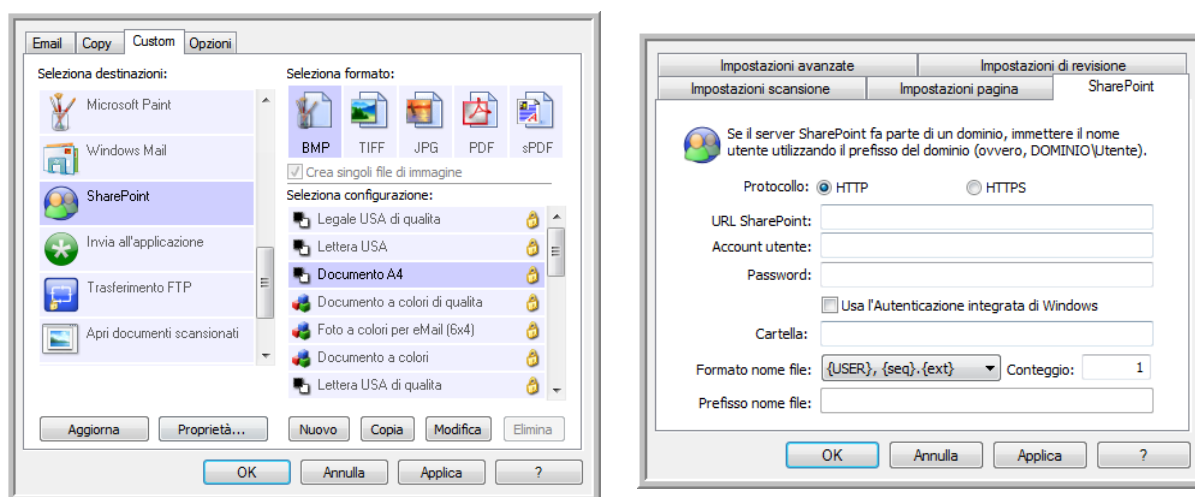 Email Copy Custom Opzioni
Seleziona destinazioni:
Microsoft Paint
Windows Mail
SharePoint
Invia all'applicazione
Trasferimento FTP
Apri documenti scansionati
Seleziona formato:
BMP TIFF JPG PDF sPDF
Crea singoli file di immagine
Seleziona configurazione:
Legale USA di qualita
Lettera USA
Documento A4
Documento a colori di qualita
Foto a colori per eMail (6x4)
Documento a colori
Lettera USA di qualita
Aggiorna Proprietà... Nuovo Copia Modifica Elimina
OK Annulla Applica ?
Impostazioni avanzate Impostazioni di revisione
Impostazioni scansione Impostazioni pagina SharePoint
Se il server SharePoint fa parte di un dominio, immettere il nome
utente utilizzando il prefisso del dominio (ovvero, DOMINIO\Utente).
Protocollo: HTTP HTTPS
URL SharePoint:
Account utente:
Password:
Usa l'Autenticazione integrata di Windows
Cartella:
Formato nome file: {USER}, {seq}.{ext} Conteggio: 1
Prefisso nome file:
OK Annulla Applica ?